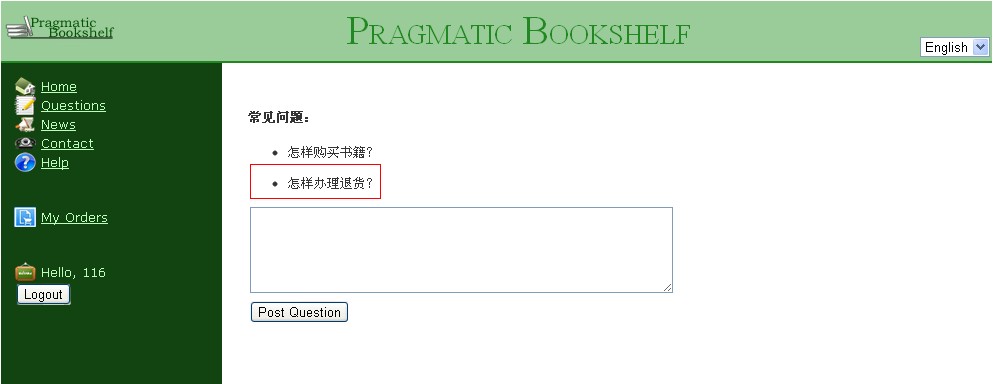 Pragmatic
Bookshelf
PRAGMATIC BOOKSHELF
English
Home
Questions
News
Contact
Help
My Orders
Hello, 116
Logout
常见问题：
怎样购买书籍？
怎样办理退货？
Post Question